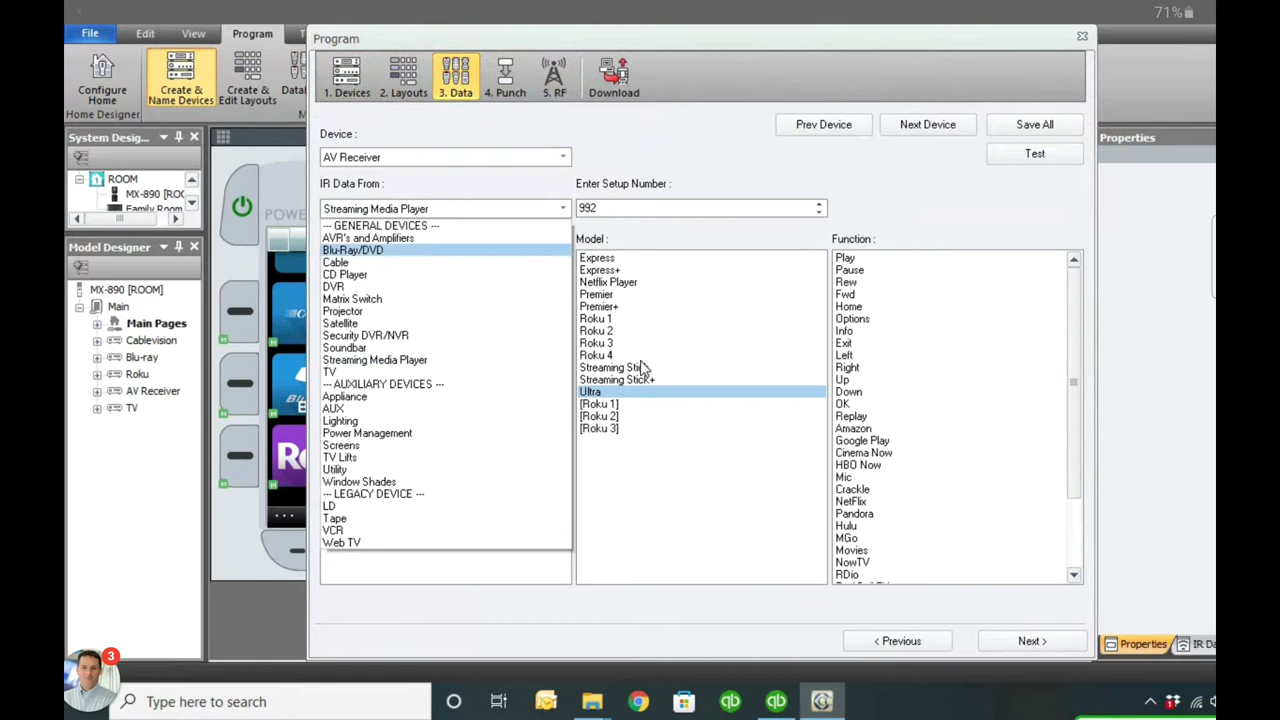 71%
File
Edit
View
Program
Configure
Home
Create &
Name Devices
Create &
Edit Layouts
Home Designer
System Desig...
ROOM
MX-890 [ROO
Family Room
Model Designer
MX-890 [ROOM]
Main
Main Pages
Cablevision
Blu-ray
Roku
AV Receiver
TV
POWE
Program
1. Devices
2. Layouts
3. Data
4. Punch
5. RF
Download
Prev Device
Next Device
Save All
Test
Device :
AV Receiver
IR Data From :
Streaming Media Player
--- GENERAL DEVICES ---
AVR's and Amplifiers
Blu-Ray/DVD
Cable
CD Player
DVR
Matrix Switch
Projector
Satellite
Security DVR/NVR
Soundbar
Streaming Media Player
TV
--- AUXILIARY DEVICES ---
Appliance
AUX
Lighting
Power Management
Screens
TV Lifts
Utility
Window Shades
--- LEGACY DEVICE ---
LD
Tape
VCR
Web TV
Enter Setup Number :
992
Model :
Express
Express+
Netflix Player
Premier
Premier+
Roku 1
Roku 2
Roku 3
Roku 4
Streaming Stick
Streaming Stick+
Ultra
[Roku 1]
[Roku 2]
[Roku 3]
Function :
Play
Pause
Rew
Fwd
Home
Options
Info
Exit
Left
Right
Up
Down
OK
Replay
Amazon
Google Play
Cinema Now
HBO Now
Mic
Crackle
NetFlix
Pandora
Hulu
MGo
Movies
NowTV
RDio
< Previous
Next >
Properties
Properties
IR Da
3
Type here to search